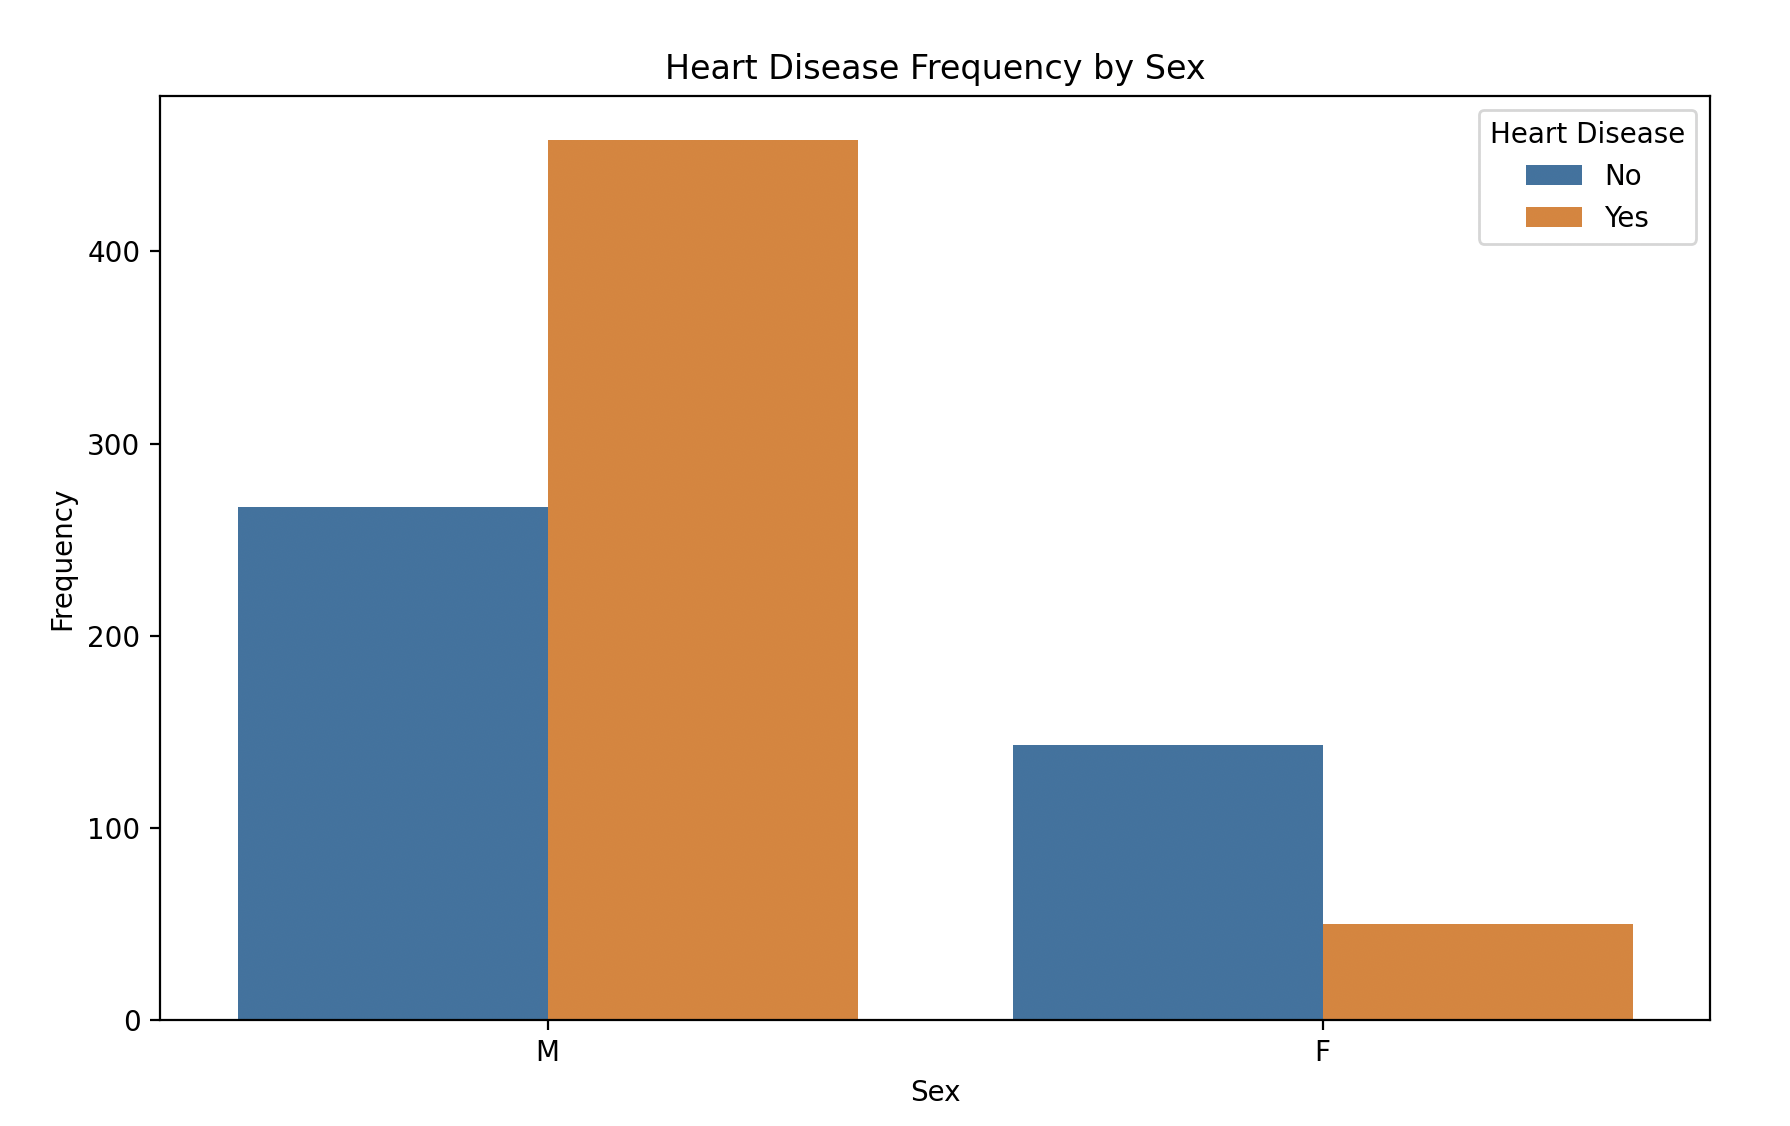 Heart Disease Frequency by Sex
Heart Disease
No
Yes
400
300
200
100
0
Frequency
M
F
Sex